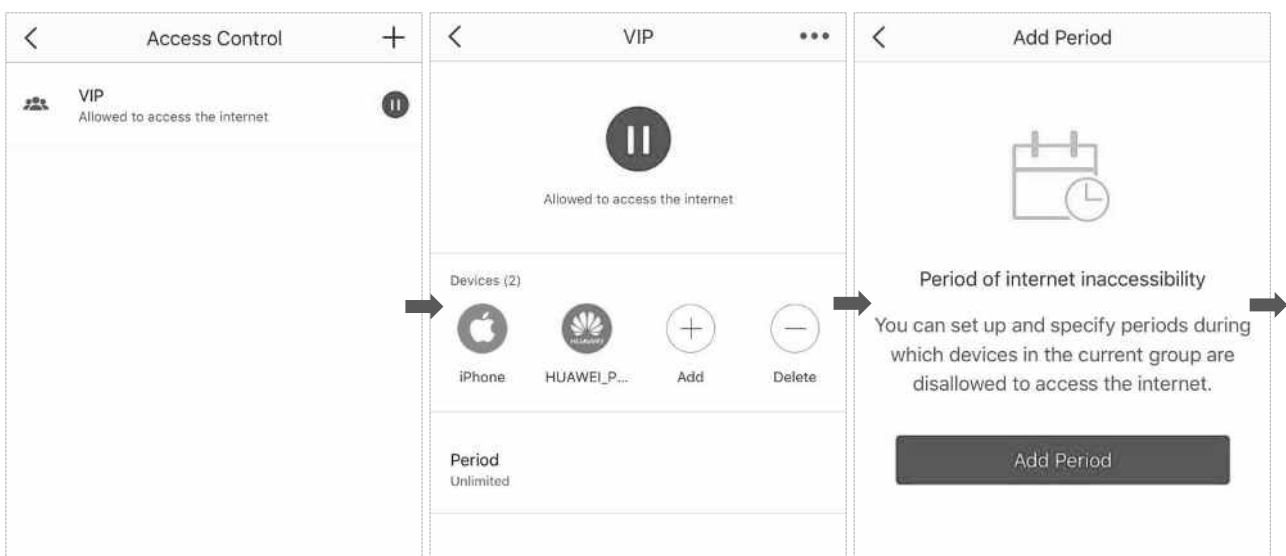 Access Control
VIP
Allowed to access the internet
VIP
Allowed to access the internet
Devices (2)
HUAWEI
iPhone
HUAWEI_P...
Add
Delete
Period
Unlimited
Add Period
Period of internet inaccessibility
You can set up and specify periods during
which devices in the current group are
disallowed to access the internet.
Add Period